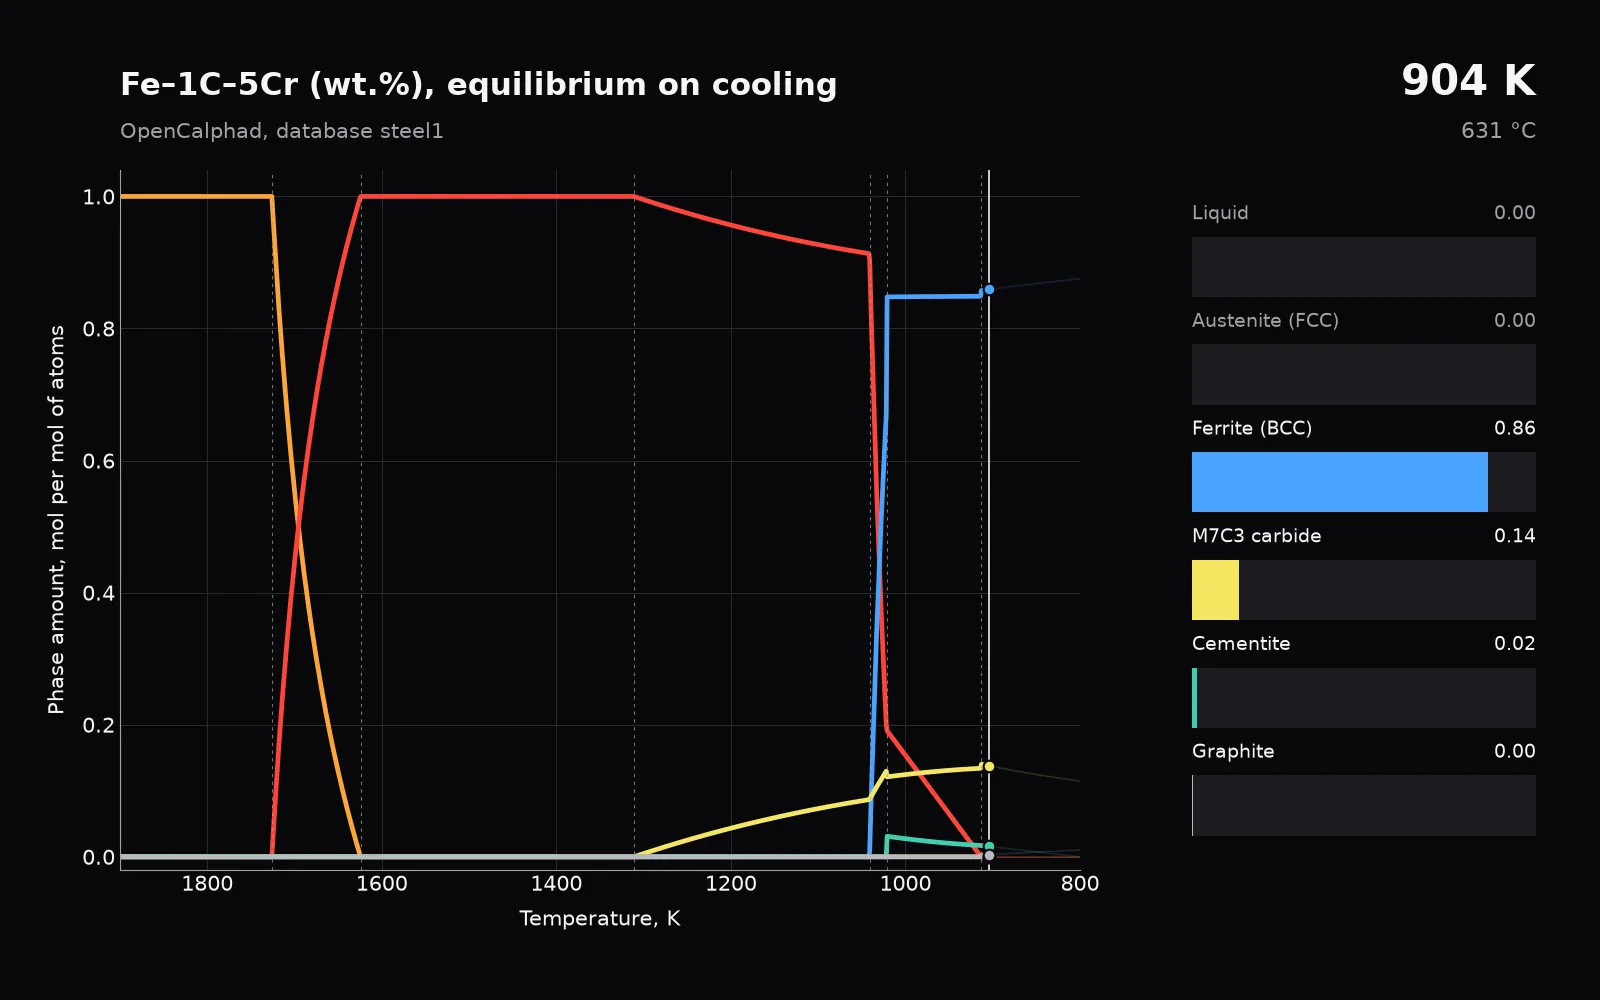 Fe–1C–5Cr (wt.%), equilibrium on cooling
OpenCalphad, database steel1
904 K
631 °C
Phase amount, mol per mol of atoms
1.0
0.8
0.6
0.4
0.2
0.0
1800 1600 1400 1200 1000 800
Temperature, K
Liquid 0.00
Austenite (FCC) 0.00
Ferrite (BCC) 0.86
M7C3 carbide 0.14
Cementite 0.02
Graphite 0.00